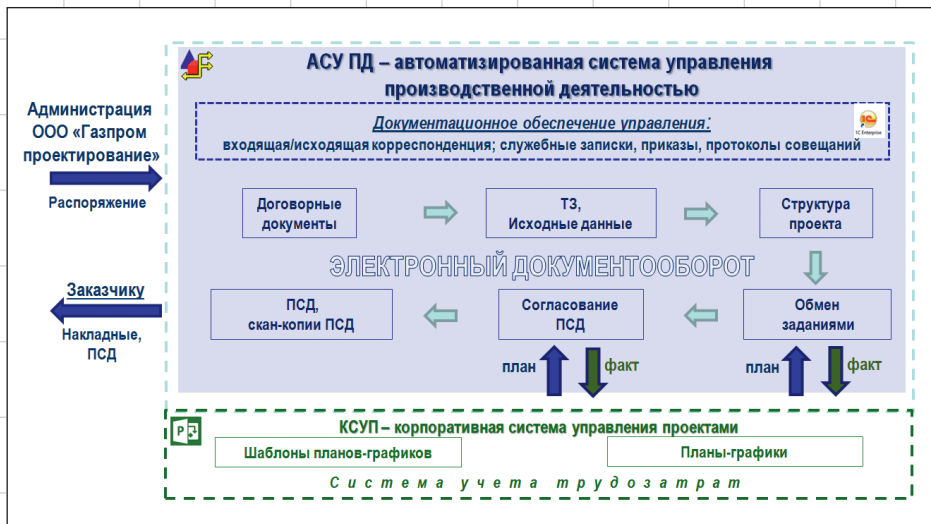 АСУ ПД – автоматизированная система управления
производственной деятельностью
Администрация
ООО «Газпром
проектирование»
Распоряжение
Документационное обеспечение управления:
входящая/исходящая корреспонденция; служебные записки, приказы, протоколы совещаний
1С Enterprise
Договорные
документы
ТЗ,
Исходные данные
Структура
проекта
ЭЛЕКТРОННЫЙ ДОКУМЕНТООБОРОТ
Заказчику
Накладные,
ПСД
ПСД,
скан-копии ПСД
Согласование
ПСД
Обмен
заданиями
план
факт
план
факт
P
КСУП – корпоративная система управления проектами
Шаблоны планов-графиков
Планы-графики
Система учета трудозатрат